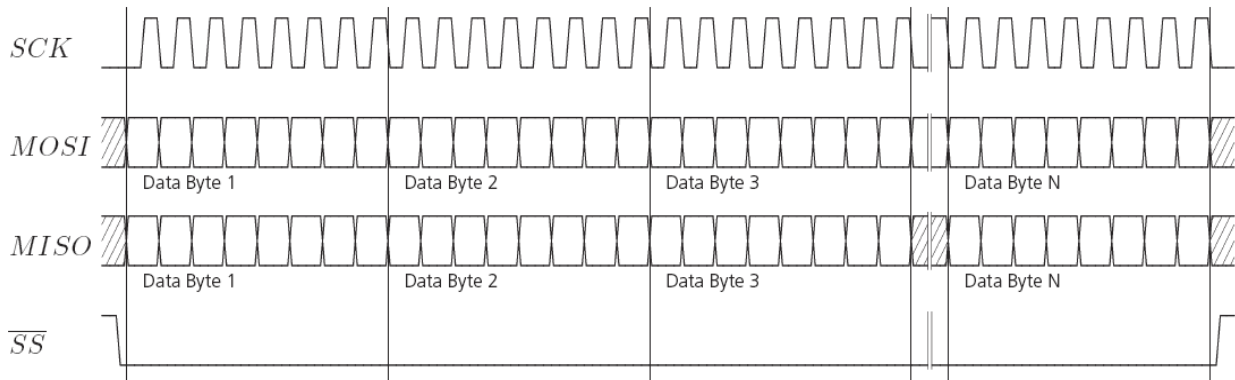 SCK
MOSI
Data Byte 1 Data Byte 2 Data Byte 3 Data Byte N
MISO
Data Byte 1 Data Byte 2 Data Byte 3 Data Byte N
SS